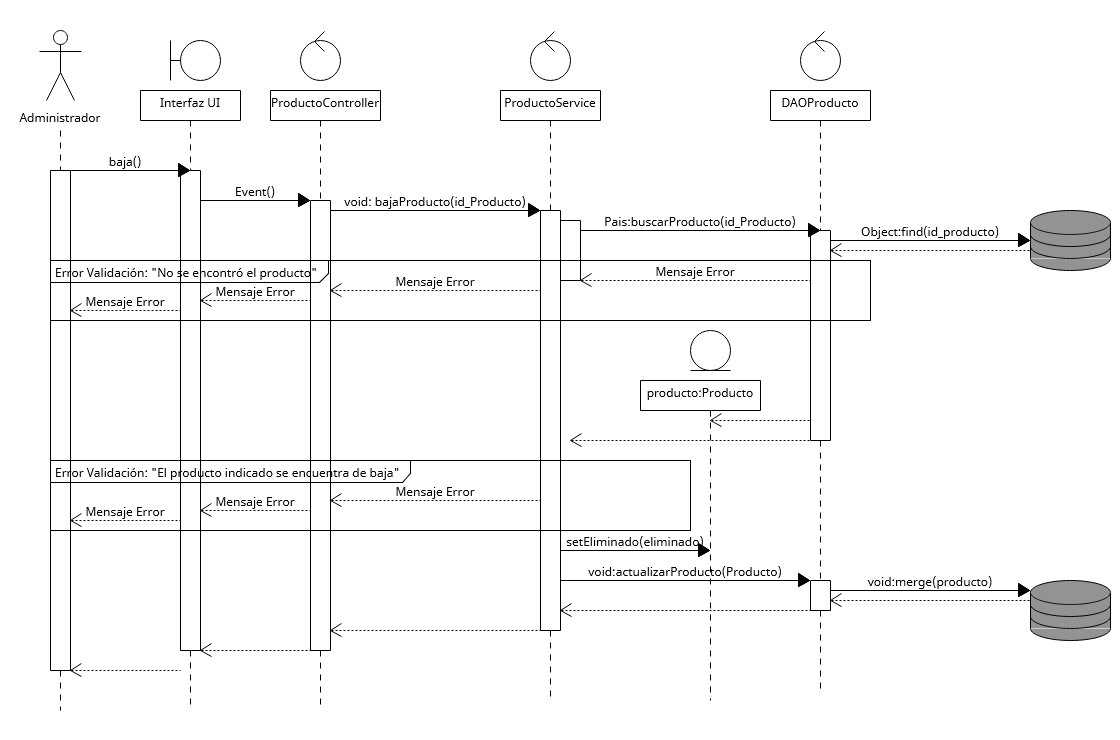 Administrador
Interfaz UI
ProductoController
ProductoService
DAOProducto
baja()
Event()
void: bajaProducto(id_Producto)
Pais:buscarProducto(id_Producto)
Object:find(id_producto)
Error Validación: "No se encontró el producto"
Mensaje Error
Mensaje Error
Mensaje Error
Mensaje Error
producto:Producto
Error Validación: "El producto indicado se encuentra de baja"
Mensaje Error
Mensaje Error
Mensaje Error
setEliminado(eliminado)
void:actualizarProducto(Producto)
void:merge(producto)